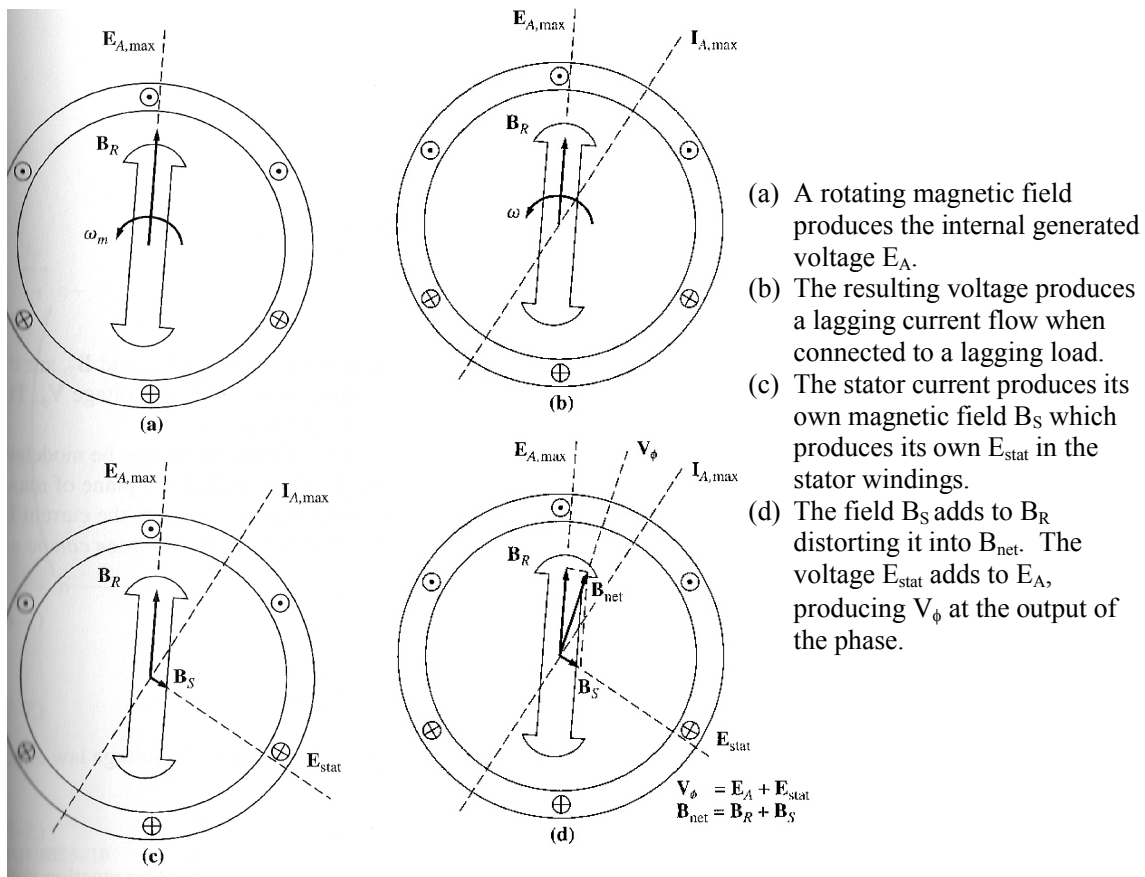 E_A,max
B_R
ω_m
(a)
E_A,max
I_A,max
B_R
ω
(b)
E_A,max
I_A,max
B_R
B_S
E_stat
(c)
E_A,max
V_ϕ
I_A,max
B_R
B_net
B_S
E_stat
V_ϕ = E_A + E_stat
B_net = B_R + B_S
(d)
(a) A rotating magnetic field
produces the internal generated
voltage E_A.
(b) The resulting voltage produces
a lagging current flow when
connected to a lagging load.
(c) The stator current produces its
own magnetic field B_S which
produces its own E_stat in the
stator windings.
(d) The field B_S adds to B_R
distorting it into B_net. The
voltage E_stat adds to E_A,
producing V_ϕ at the output of
the phase.